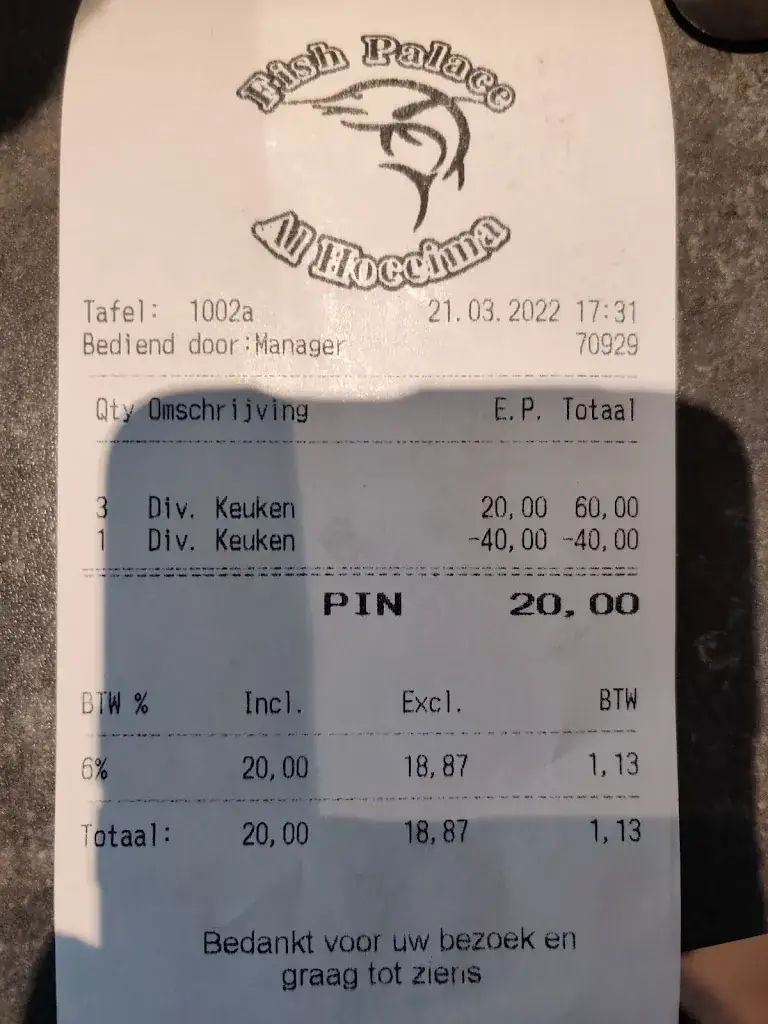 Fish Palace
Al Hoceima
Tafel: 1002a 21.03.2022 17:31
Bediend door:Manager 70929
Qty Omschrijving E.P. Totaal
3 Div. Keuken 20,00 60,00
1 Div. Keuken -40,00 -40,00
PIN 20,00
BTW % Incl. Excl. BTW
6% 20,00 18,87 1,13
Totaal: 20,00 18,87 1,13
Bedankt voor uw bezoek en
graag tot ziens